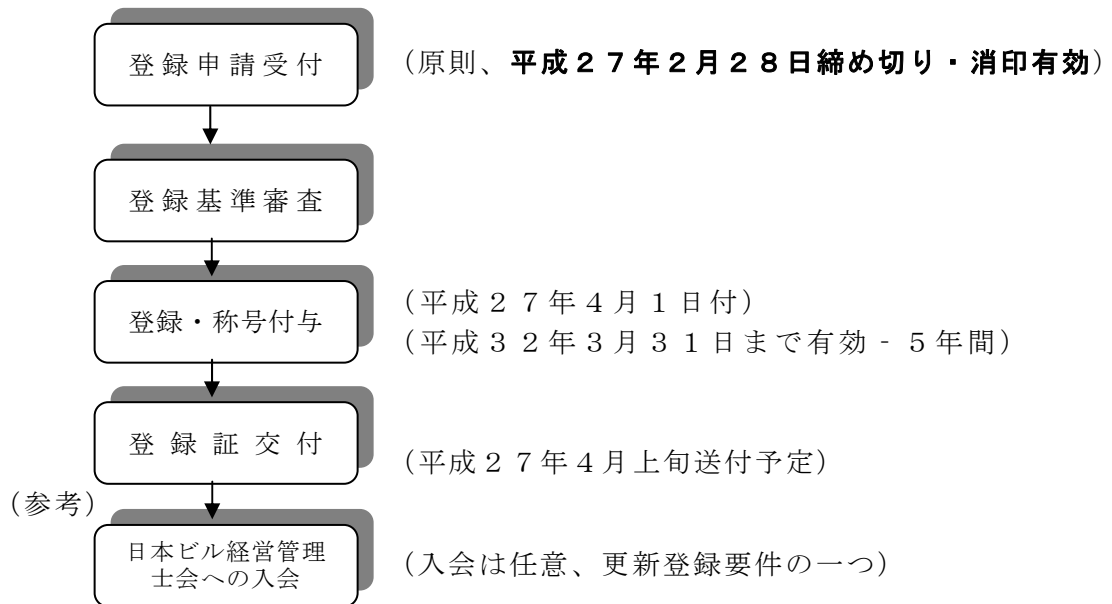 登録申請受付
(原則、平成27年2月28日締め切り・消印有効)
登録基準審査
登録・称号付与
(平成27年4月1日付)
(平成32年3月31日まで有効‐5年間)
登録証交付
(平成27年4月上旬送付予定)
(参考)
日本ビル経営管理
士会への入会
(入会は任意、更新登録要件の一つ)